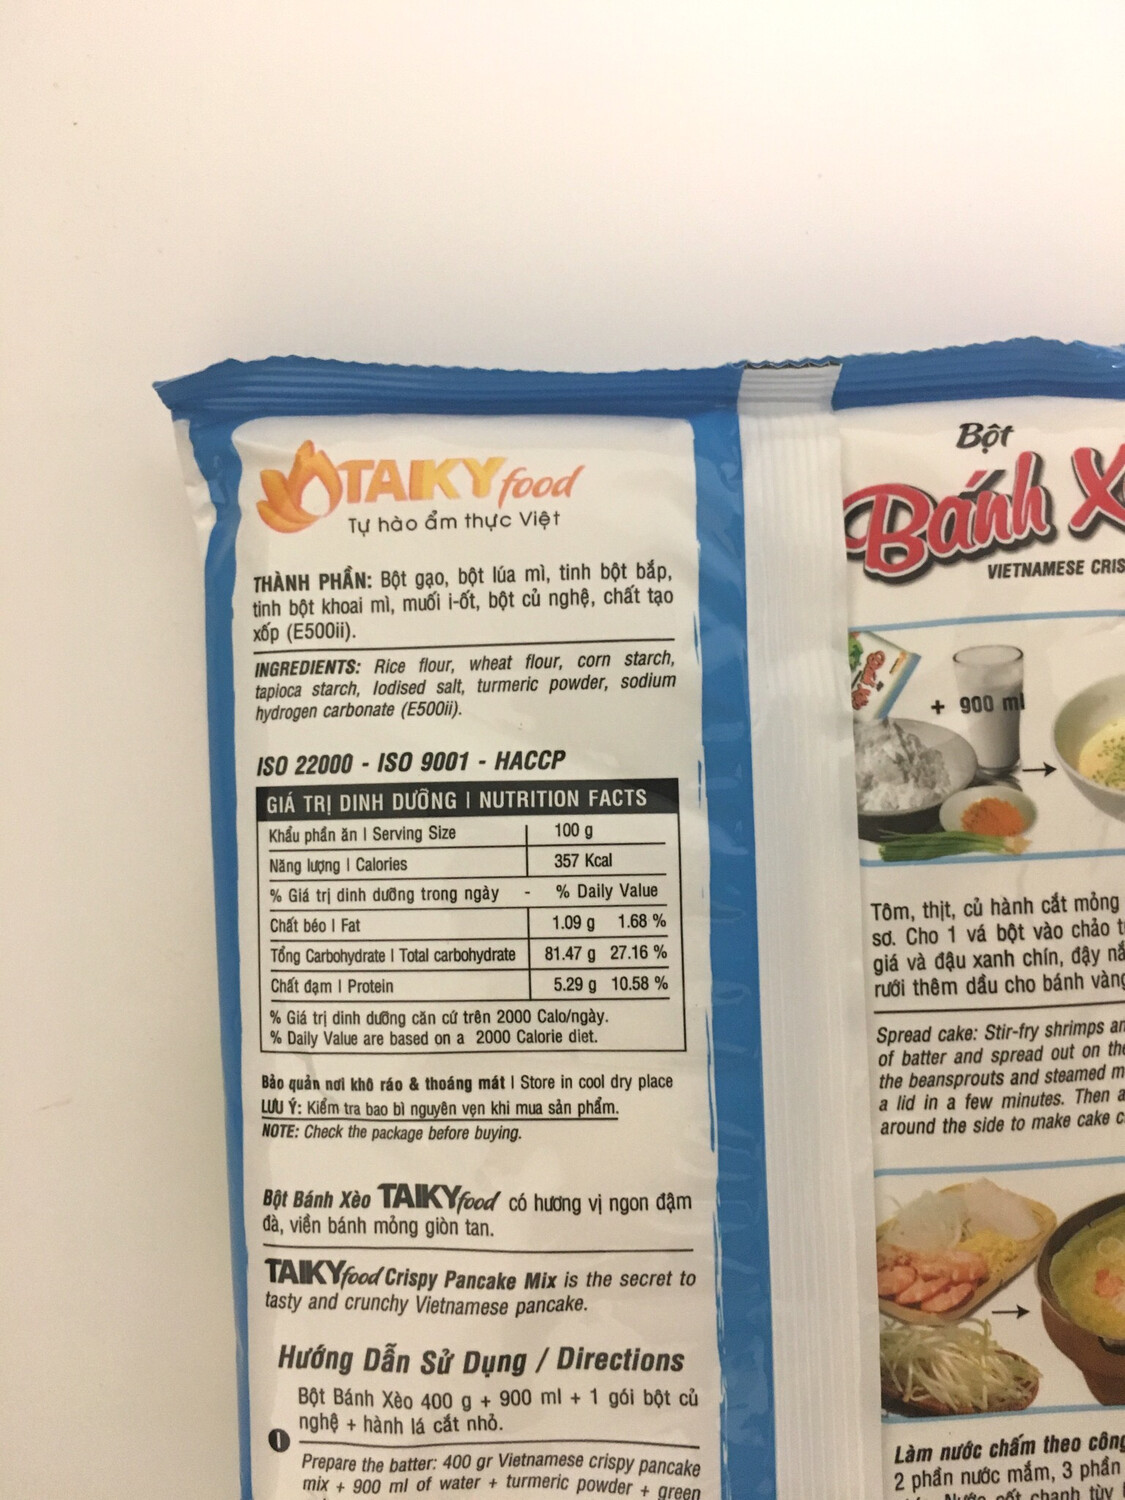 TAIKYfood
Tự hào ẩm thực Việt
THÀNH PHẦN: Bột gạo, bột lúa mì, tinh bột bắp,
tinh bột khoai mì, muối i-ốt, bột củ nghệ, chất tạo
xốp (E500ii).
INGREDIENTS: Rice flour, wheat flour, corn starch,
tapioca starch, Iodised salt, turmeric powder, sodium
hydrogen carbonate (E500ii).
ISO 22000 - ISO 9001 - HACCP
GIÁ TRỊ DINH DƯỠNG | NUTRITION FACTS
Khẩu phần ăn | Serving Size 100 g
Năng lượng | Calories 357 Kcal
% Giá trị dinh dưỡng trong ngày - % Daily Value
Chất béo | Fat 1.09 g 1.68 %
Tổng Carbohydrate | Total carbohydrate 81.47 g 27.16 %
Chất đạm | Protein 5.29 g 10.58 %
% Giá trị dinh dưỡng căn cứ trên 2000 Calo/ngày.
% Daily Value are based on a 2000 Calorie diet.
Bảo quản nơi khô ráo & thoáng mát | Store in cool dry place
LƯU Ý: Kiểm tra bao bì nguyên vẹn khi mua sản phẩm.
NOTE: Check the package before buying.
Bột Bánh Xèo TAIKYfood có hương vị ngon đậm
đà, viền bánh mỏng giòn tan.
TAIKYfood Crispy Pancake Mix is the secret to
tasty and crunchy Vietnamese pancake.
Hướng Dẫn Sử Dụng / Directions
1
Bột Bánh Xèo 400 g + 900 ml + 1 gói bột củ
nghệ + hành lá cắt nhỏ.
Prepare the batter: 400 gr Vietnamese crispy pancake
mix + 900 ml of water + turmeric powder + green
Bột
Bánh X
VIETNAMESE CRIS
+ 900 ml
Tôm, thịt, củ hành cắt mỏng
sơ. Cho 1 vá bột vào chảo
giá và đậu xanh chín, đậy
rưới thêm dầu cho bánh vàng
Spread cake: Stir-fry shrimps
of batter and spread out on
the beansprouts and steamed
a lid in a few minutes. Then
around the side to make cake
Làm nước chấm theo công
2 phần nước mắm, 3 phần
Nước cốt chanh tùy